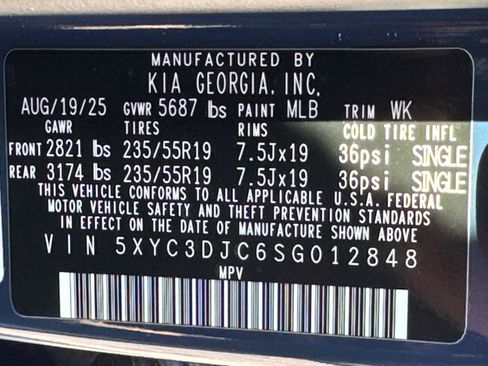 MANUFACTURED BY
KIA GEORGIA, INC.
AUG/19/25 GVWR 5687 lbs PAINT MLB TRIM WK
GAWR TIRES RIMS COLD TIRE INFL
FRONT 2821 lbs 235/55R19 7.5Jx19 36psi SINGLE
REAR 3174 lbs 235/55R19 7.5Jx19 36psi SINGLE
THIS VEHICLE CONFORMS TO ALL APPLICABLE U.S.A. FEDERAL
MOTOR VEHICLE SAFETY AND THEFT PREVENTION STANDARDS
IN EFFECT ON THE DATE OF MANUFACTURE SHOWN ABOVE
VIN 5XYC3DJC6SG012848
MPV